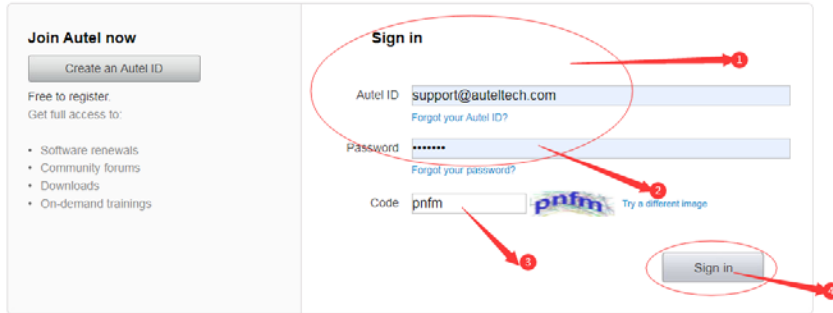 Join Autel now
Create an Autel ID
Free to register.
Get full access to:
• Software renewals
• Community forums
• Downloads
• On-demand trainings
Sign in
1
Autel ID support@auteltech.com
Forgot your Autel ID?
Password •••••••
Forgot your password?
2
Code pnfm pnfm Try a different image
3
Sign in
4